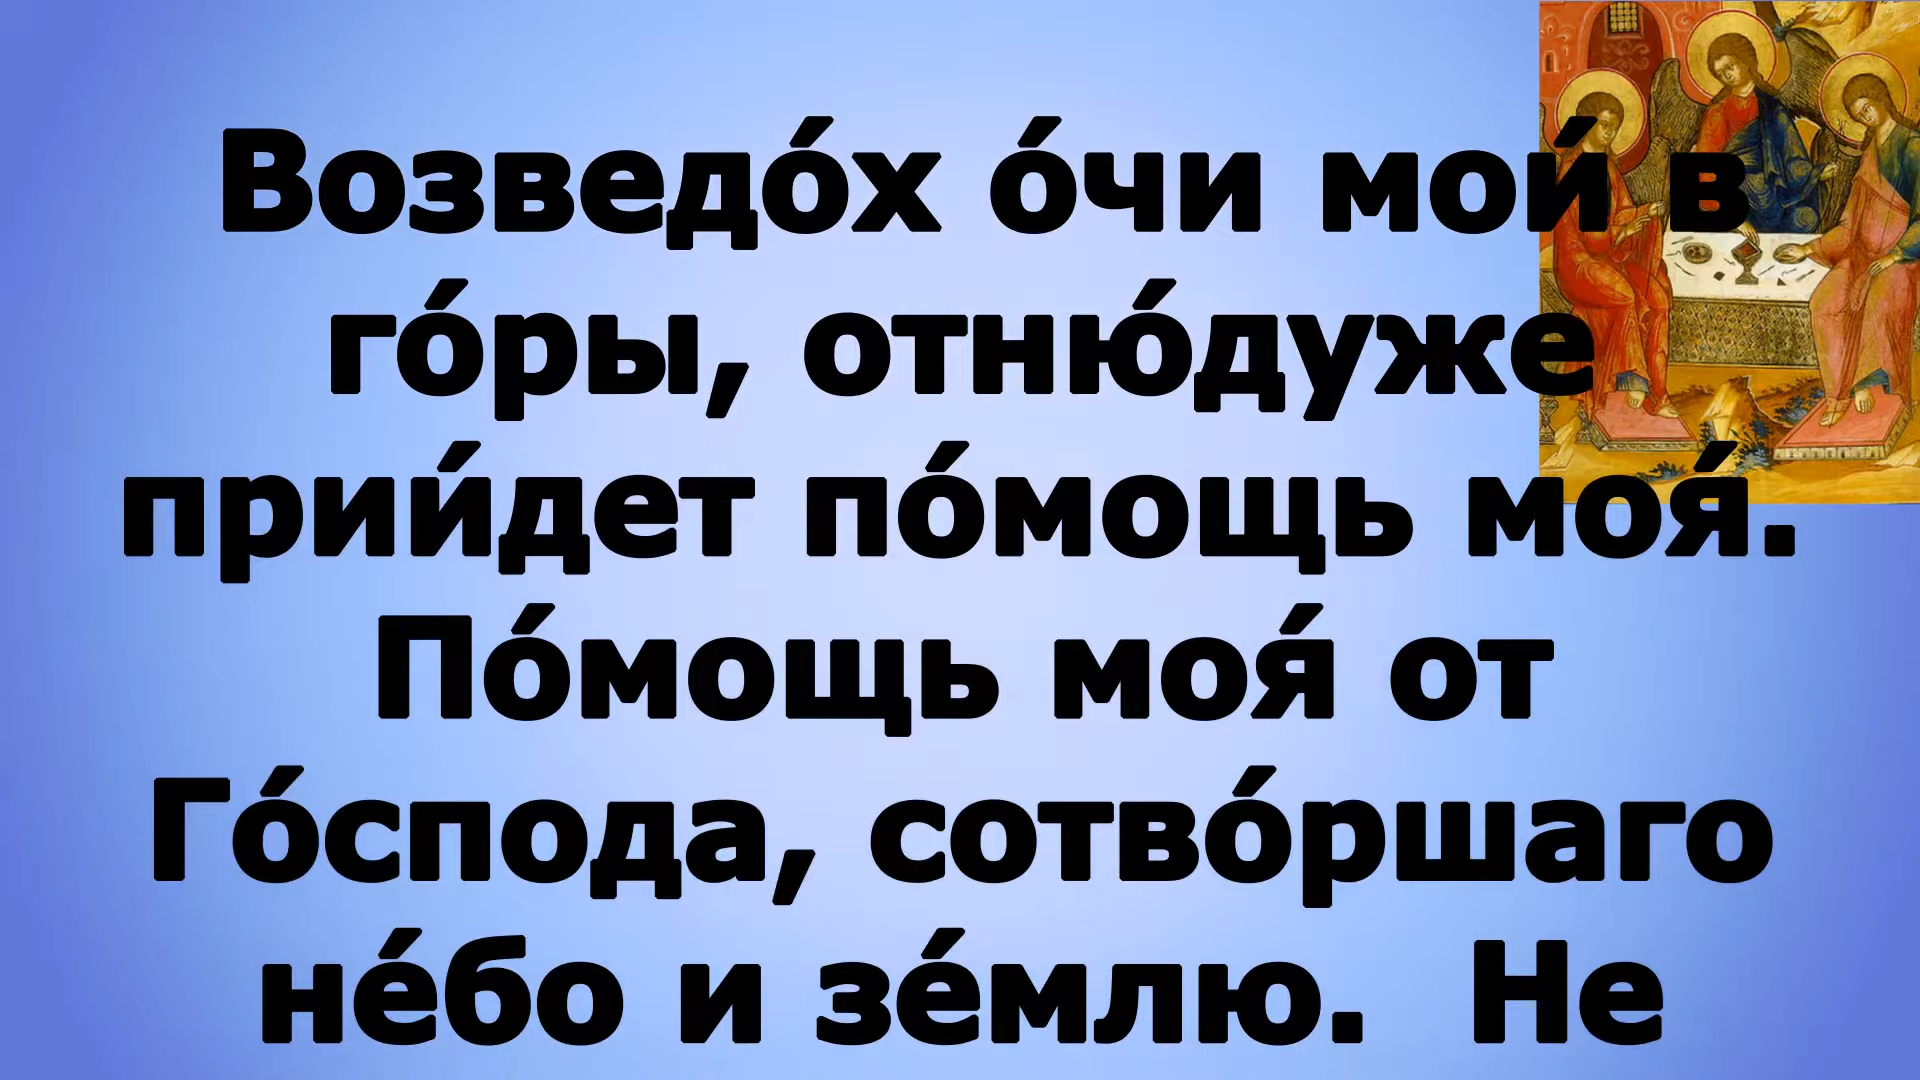 Возведо́х о́чи мои́ в
го́ры, отню́дуже
прии́дет по́мощь моя́.
По́мощь моя́ от
Го́спода, сотво́ршаго
не́бо и зе́млю.  Не